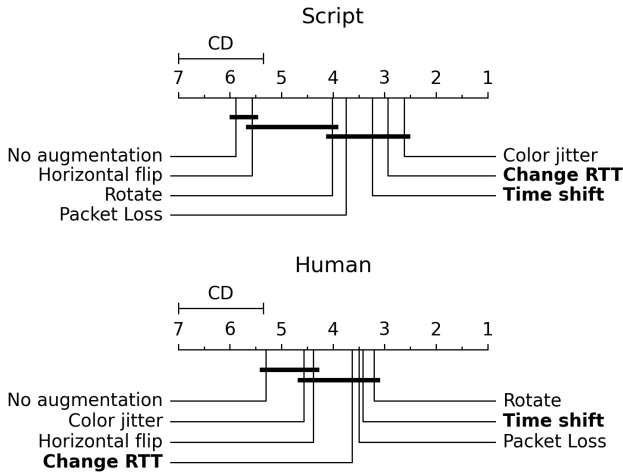 Script
CD
7 6 5 4 3 2 1
No augmentation Color jitter
Horizontal flip Change RTT
Rotate Time shift
Packet Loss
Human
CD
7 6 5 4 3 2 1
No augmentation Rotate
Color jitter Time shift
Horizontal flip Packet Loss
Change RTT